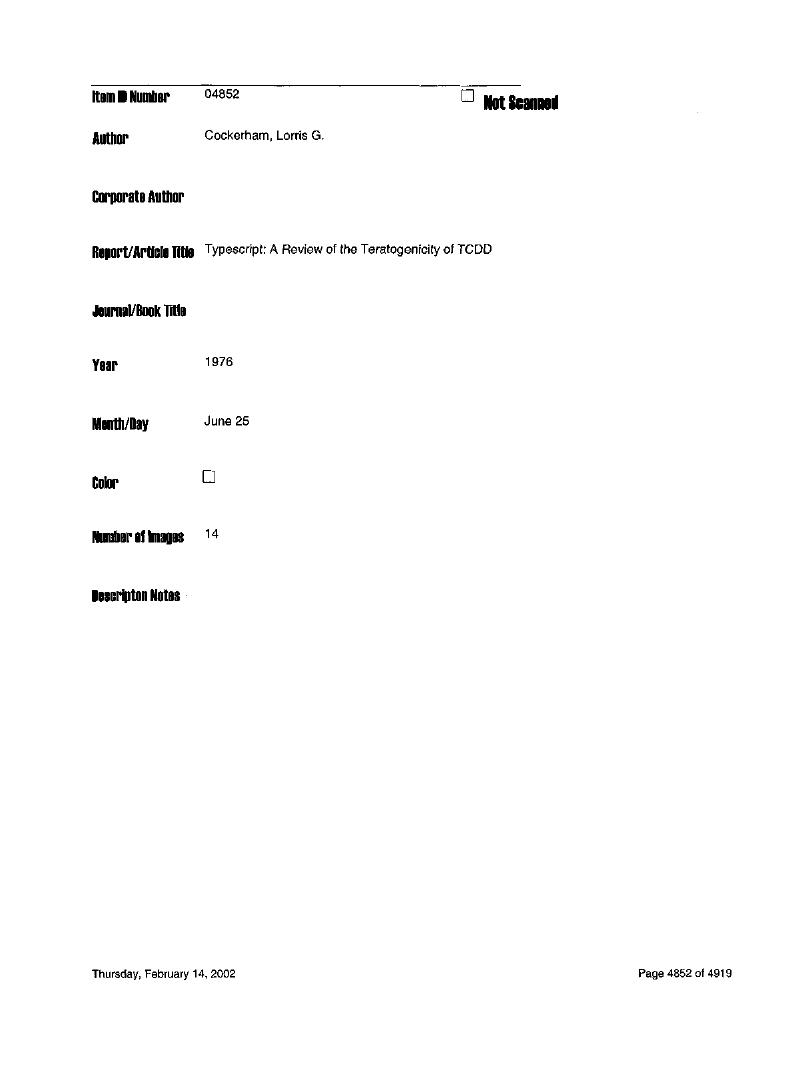 Item ID Number 04852 Not Scanned
Author Cockerham, Lorris G.
Corporate Author
Report/Article Title Typescript: A Review of the Teratogenicity of TCDD
Journal/Book Title
Year 1976
Month/Day June 25
Color
Number of Images 14
Descripton Notes
Thursday, February 14, 2002 Page 4852 of 4919